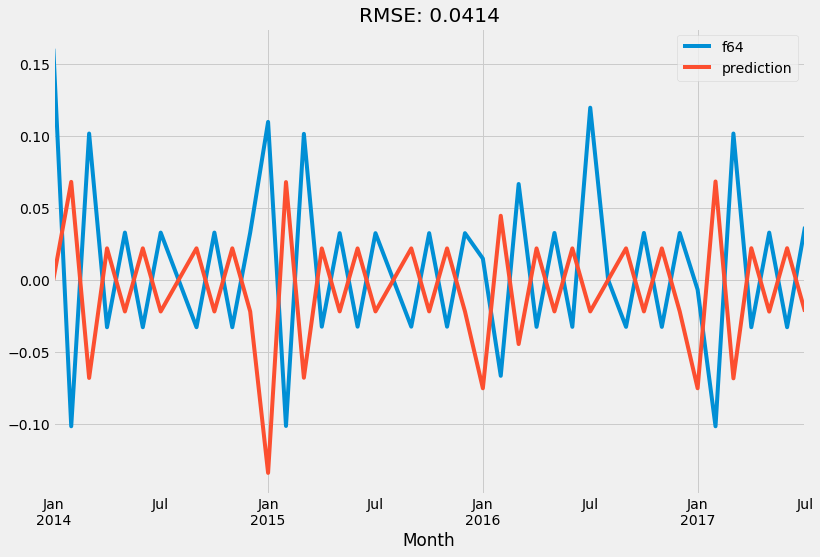 RMSE: 0.0414
f64
prediction
0.15
0.10
0.05
0.00
−0.05
−0.10
Jan Jul Jan Jul Jan Jul Jan Jul
2014 2015 2016 2017
Month